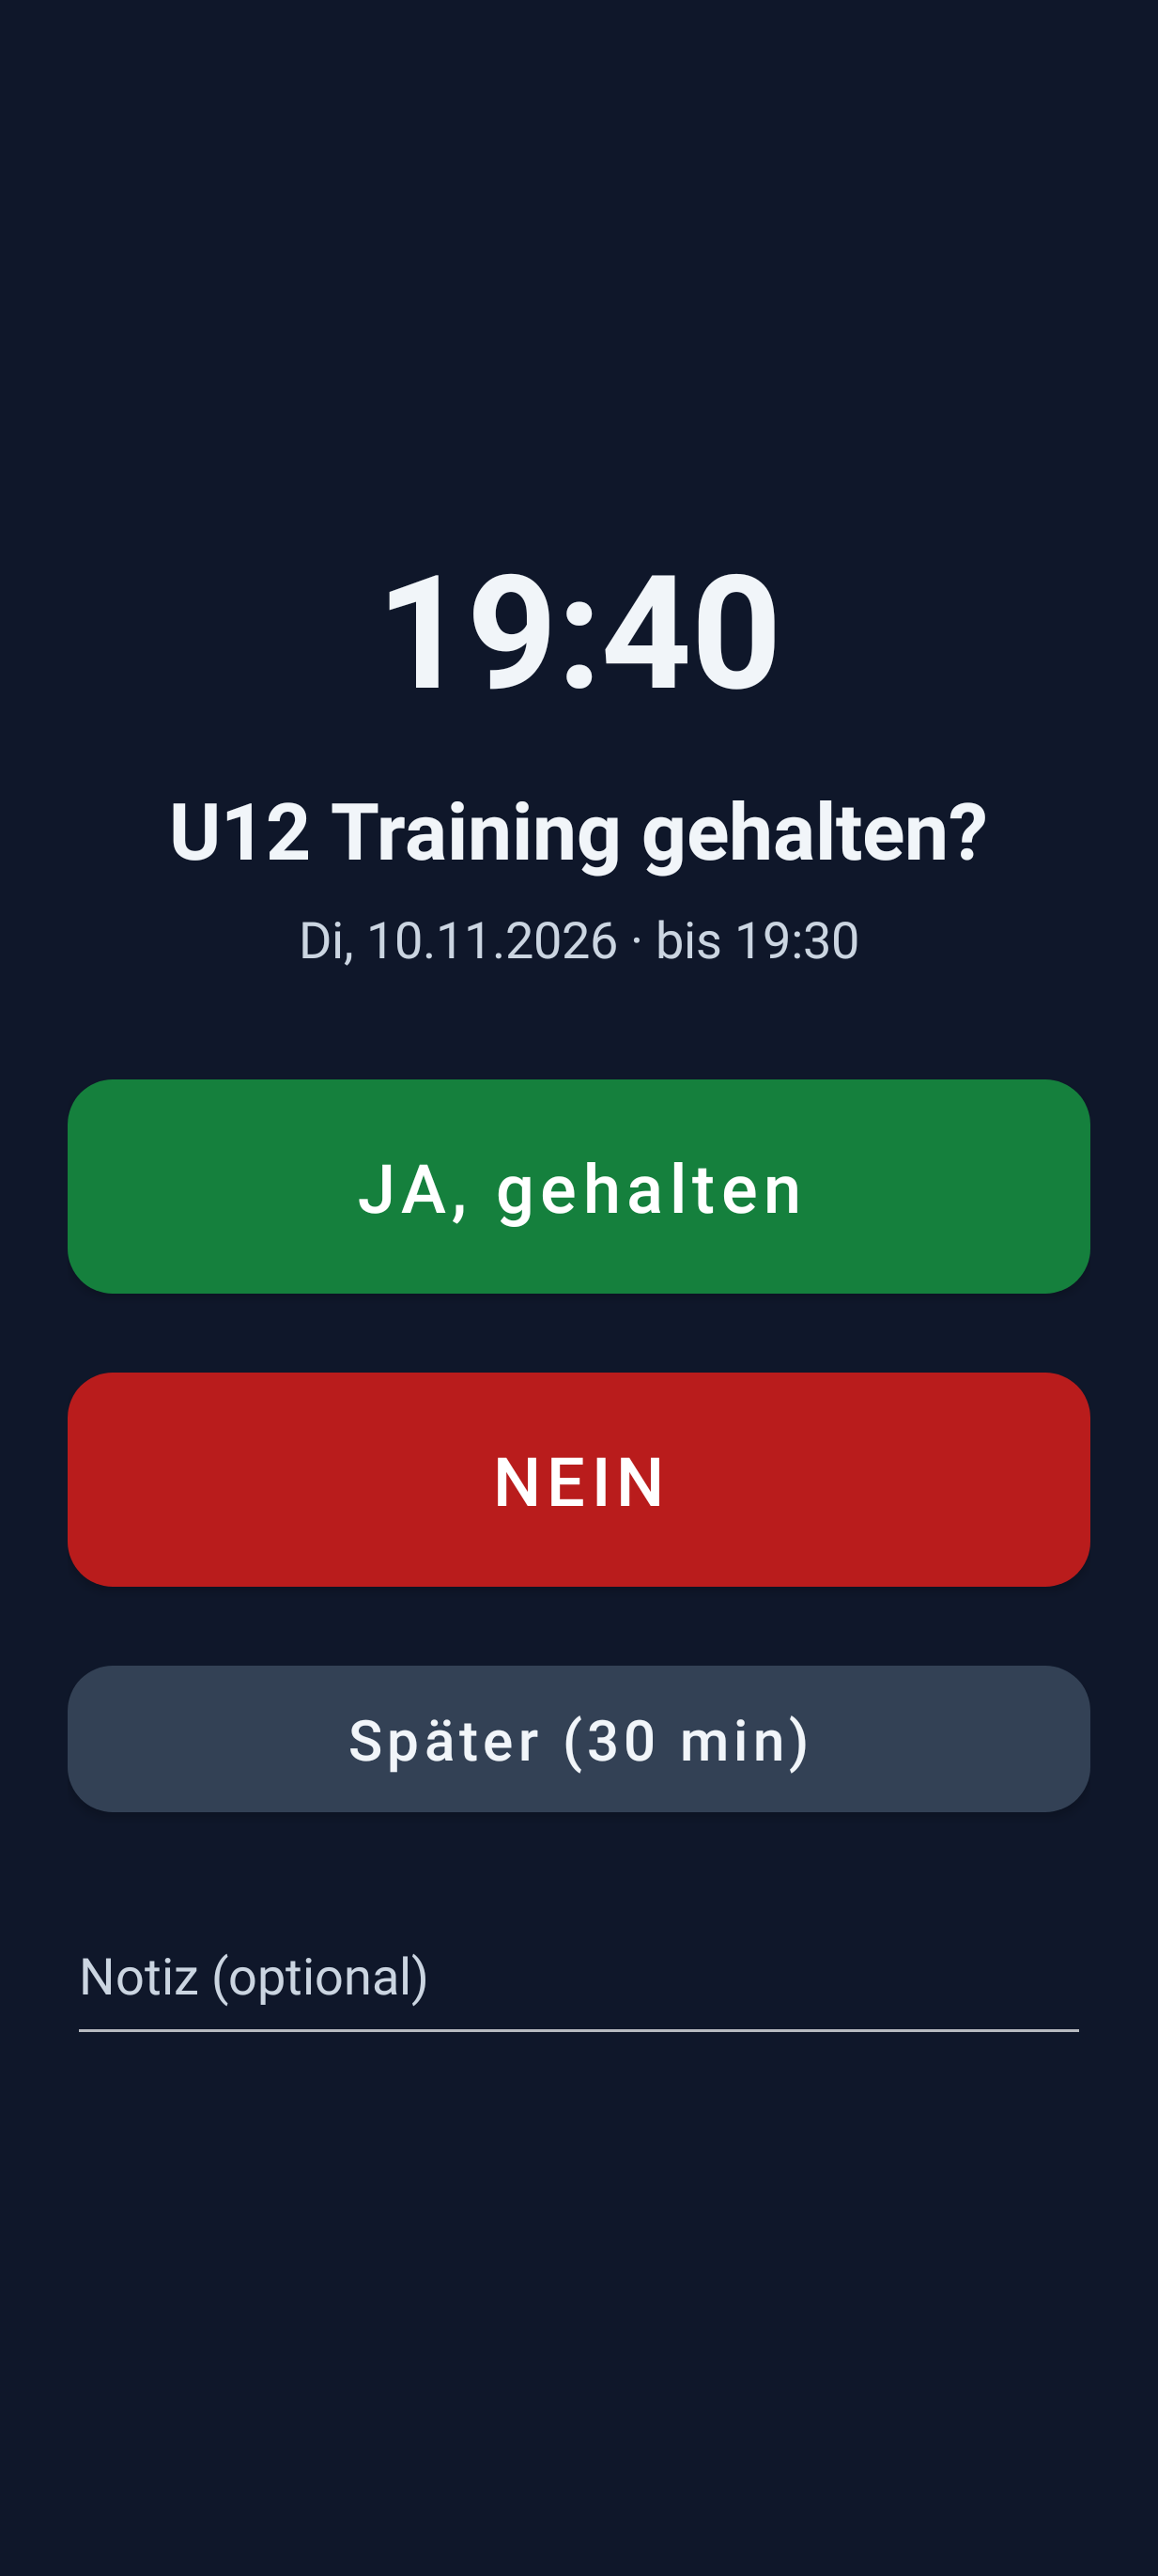 19:40
U12 Training gehalten?
Di, 10.11.2026 · bis 19:30
JA, gehalten
NEIN
Später (30 min)
Notiz (optional)